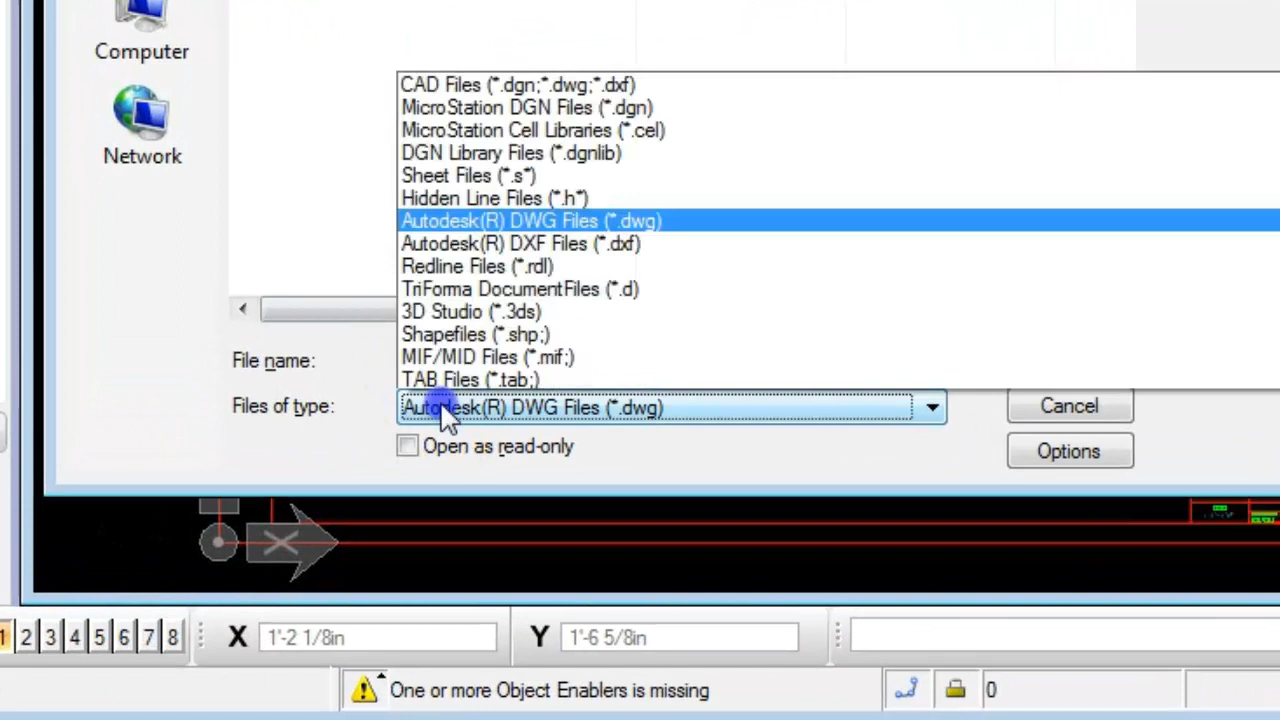 Computer
Network
CAD Files (*.dgn;*.dwg;*.dxf)
MicroStation DGN Files (*.dgn)
MicroStation Cell Libraries (*.cel)
DGN Library Files (*.dgnlib)
Sheet Files (*.s*)
Hidden Line Files (*.h*)
Autodesk(R) DWG Files (*.dwg)
Autodesk(R) DXF Files (*.dxf)
Redline Files (*.rdl)
TriForma DocumentFiles (*.d)
3D Studio (*.3ds)
Shapefiles (*.shp;)
MIF/MID Files (*.mif;)
TAB Files (*.tab;)
File name:
Files of type: Autodesk(R) DWG Files (*.dwg) Cancel
Open as read-only Options
X
1 2 3 4 5 6 7 8 X 1'-2 1/8in Y 1'-6 5/8in
One or more Object Enablers is missing 0